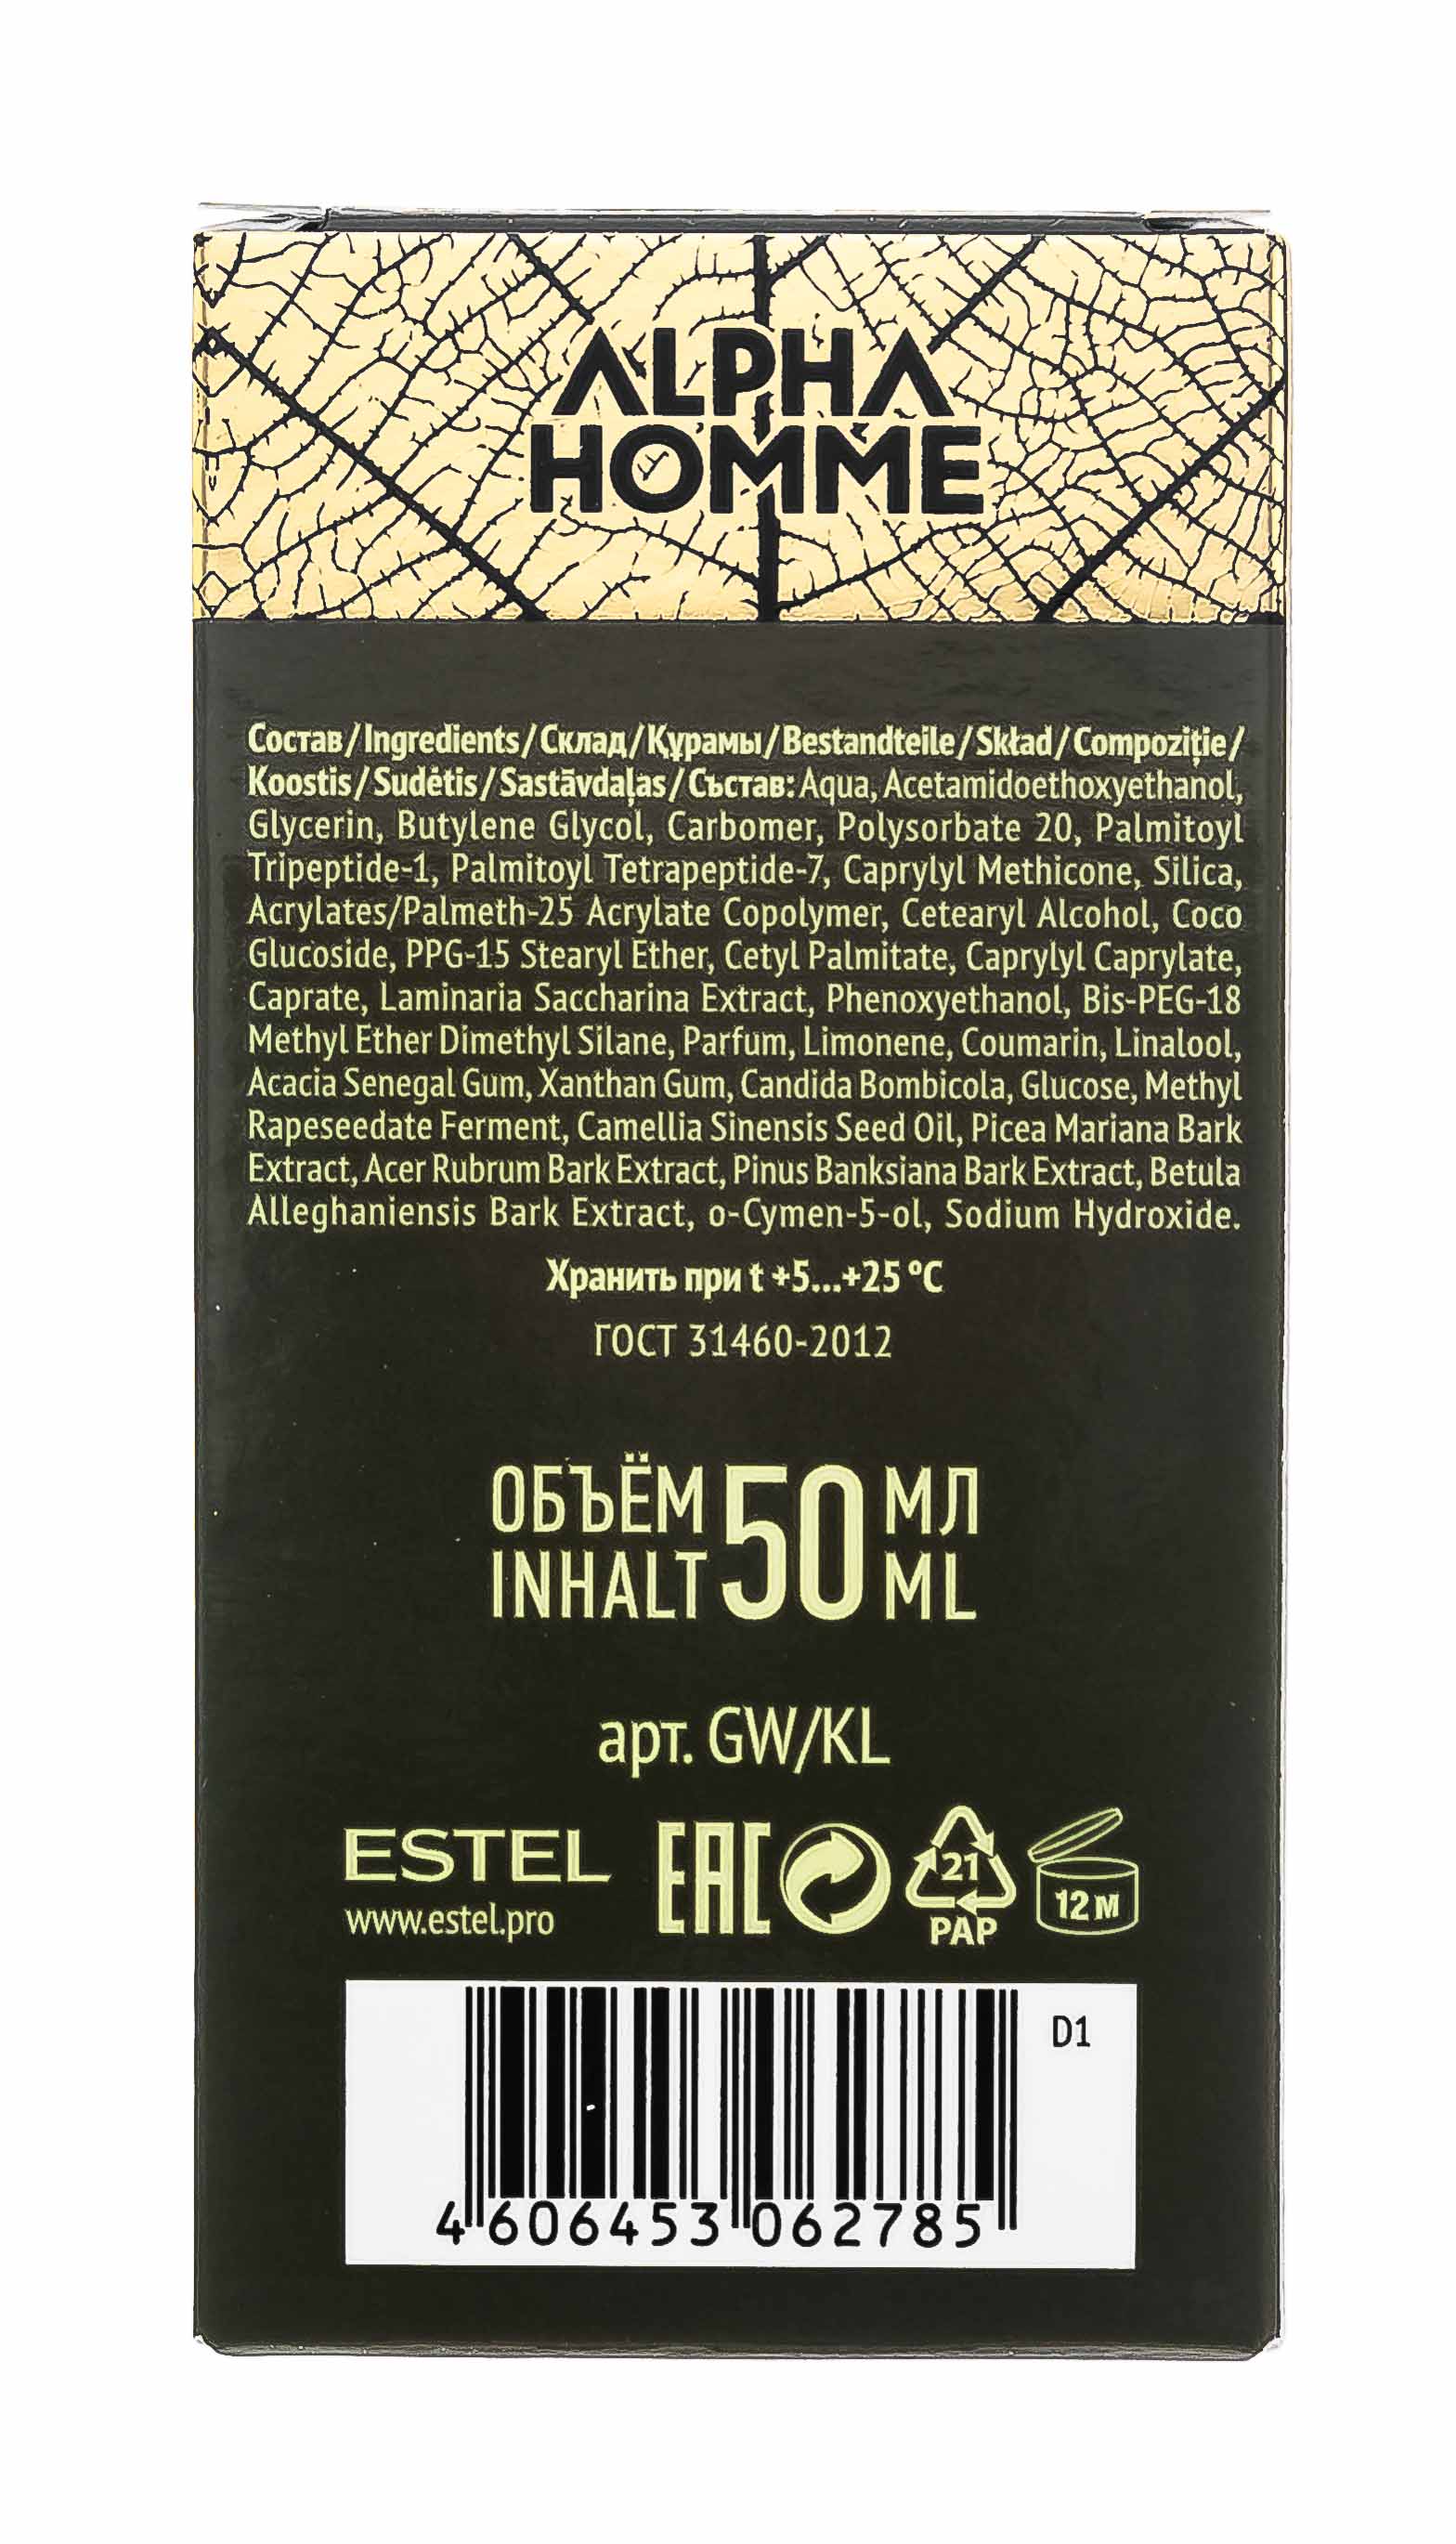 ALPHA
HOMME
Состав/Ingredients/Склад/Құрамы/Bestandteile/Skład/Compoziție/
Koostis/Sudėtis/Sastāvdaļas/Състав: Aqua, Acetamidoethoxyethanol,
Glycerin, Butylene Glycol, Carbomer, Polysorbate 20, Palmitoyl
Tripeptide-1, Palmitoyl Tetrapeptide-7, Caprylyl Methicone, Silica,
Acrylates/Palmeth-25 Acrylate Copolymer, Cetearyl Alcohol, Coco
Glucoside, PPG-15 Stearyl Ether, Cetyl Palmitate, Caprylyl Caprylate,
Caprate, Laminaria Saccharina Extract, Phenoxyethanol, Bis-PEG-18
Methyl Ether Dimethyl Silane, Parfum, Limonene, Coumarin, Linalool,
Acacia Senegal Gum, Xanthan Gum, Candida Bombicola, Glucose, Methyl
Rapeseedate Ferment, Camellia Sinensis Seed Oil, Picea Mariana Bark
Extract, Acer Rubrum Bark Extract, Pinus Banksiana Bark Extract, Betula
Alleghaniensis Bark Extract, o-Cymen-5-ol, Sodium Hydroxide.
Хранить при t +5...+25 °C
ГОСТ 31460-2012
ОБЪЁМ 50 МЛ
INHALT ML
арт. GW/KL
ESTEL
www.estel.pro
EAC
21
PAP
12 M
D1
4 606453 062785